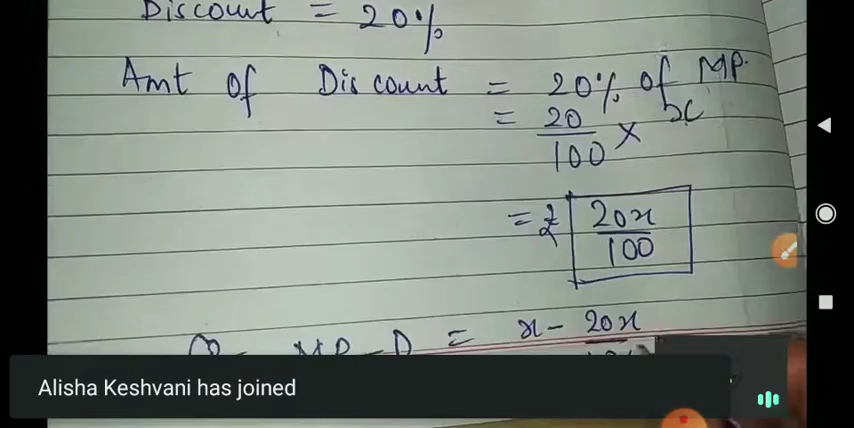 Discount = 20%
Amt Of Discount = 20% of MP.
= 20/100 × x
= ₹ 20x/100
MP - D = x - 20x
Alisha Keshvani has joined